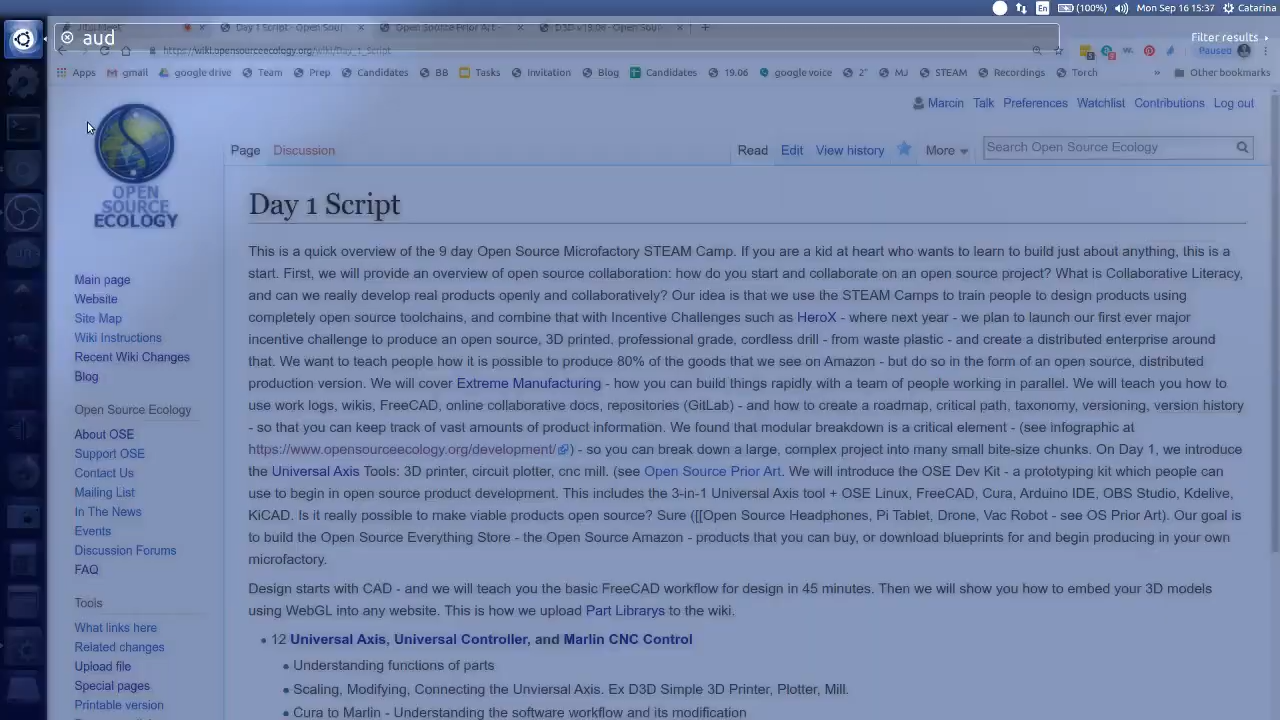 En (100%) Mon Sep 16 15:37 Catarina
aud
Filter results
Day 1 Script - Open Sour
Open Source Prior Art -
D3D v19.06 - Open Sour
https://wiki.opensourceecology.org/wiki/Day_1_Script
Paused
Apps gmail google drive Team Prep Candidates BB Tasks Invitation Blog Candidates 19.06 google voice 2" MJ STEAM Recordings Torch » Other bookmarks
Marcin Talk Preferences Watchlist Contributions Log out
Page Discussion Read Edit View history More Search Open Source Ecology
OPEN
SOURCE
ECOLOGY
Main page
Website
Site Map
Wiki Instructions
Recent Wiki Changes
Blog
Open Source Ecology
About OSE
Support OSE
Contact Us
Mailing List
In The News
Events
Discussion Forums
FAQ
Tools
What links here
Related changes
Upload file
Special pages
Printable version
Day 1 Script
This is a quick overview of the 9 day Open Source Microfactory STEAM Camp. If you are a kid at heart who wants to learn to build just about anything, this is a
start. First, we will provide an overview of open source collaboration: how do you start and collaborate on an open source project? What is Collaborative Literacy,
and can we really develop real products openly and collaboratively? Our idea is that we use the STEAM Camps to train people to design products using
completely open source toolchains, and combine that with Incentive Challenges such as HeroX - where next year - we plan to launch our first ever major
incentive challenge to produce an open source, 3D printed, professional grade, cordless drill - from waste plastic - and create a distributed enterprise around
that. We want to teach people how it is possible to produce 80% of the goods that we see on Amazon - but do so in the form of an open source, distributed
production version. We will cover Extreme Manufacturing - how you can build things rapidly with a team of people working in parallel. We will teach you how to
use work logs, wikis, FreeCAD, online collaborative docs, repositories (GitLab) - and how to create a roadmap, critical path, taxonomy, versioning, version history
- so that you can keep track of vast amounts of product information. We found that modular breakdown is a critical element - (see infographic at
https://www.opensourceecology.org/development/ ) - so you can break down a large, complex project into many small bite-size chunks. On Day 1, we introduce
the Universal Axis Tools: 3D printer, circuit plotter, cnc mill. (see Open Source Prior Art. We will introduce the OSE Dev Kit - a prototyping kit which people can
use to begin in open source product development. This includes the 3-in-1 Universal Axis tool + OSE Linux, FreeCAD, Cura, Arduino IDE, OBS Studio, Kdelive,
KiCAD. Is it really possible to make viable products open source? Sure ([[Open Source Headphones, Pi Tablet, Drone, Vac Robot - see OS Prior Art). Our goal is
to build the Open Source Everything Store - the Open Source Amazon - products that you can buy, or download blueprints for and begin producing in your own
microfactory.
Design starts with CAD - and we will teach you the basic FreeCAD workflow for design in 45 minutes. Then we will show you how to embed your 3D models
using WebGL into any website. This is how we upload Part Librarys to the wiki.
12 Universal Axis, Universal Controller, and Marlin CNC Control
Understanding functions of parts
Scaling, Modifying, Connecting the Unviersial Axis. Ex D3D Simple 3D Printer, Plotter, Mill.
Cura to Marlin - Understanding the software workflow and its modification